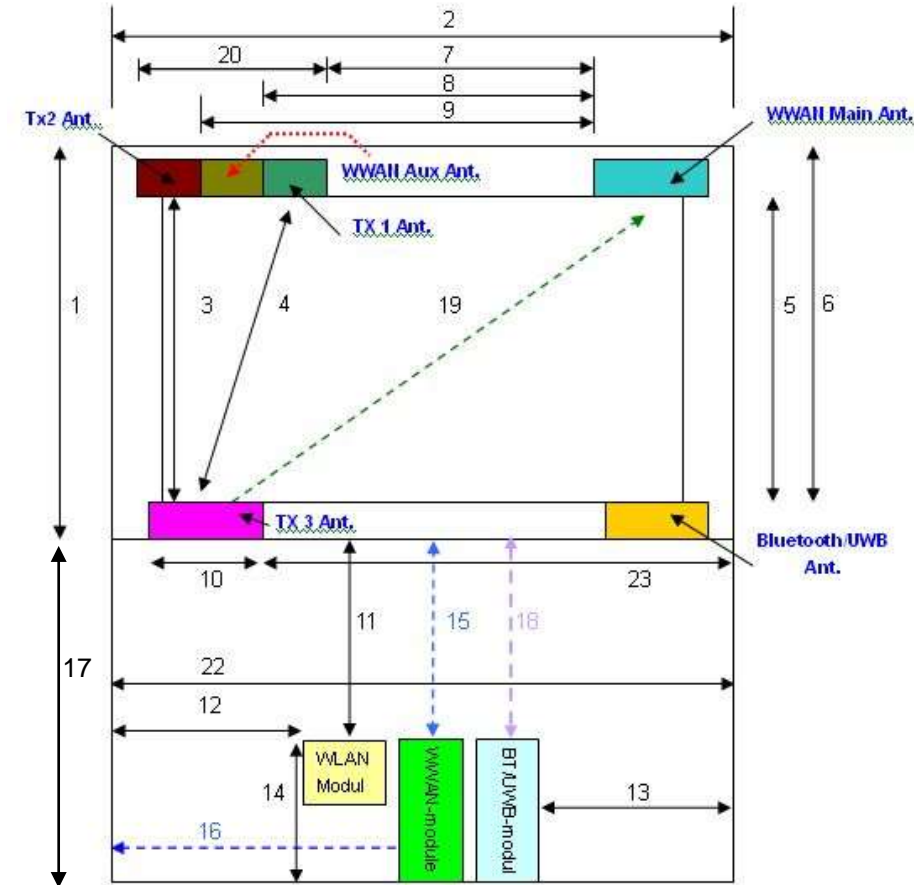 2
20
7
8
9
Tx2 Ant.
WWAN Main Ant.
WWAN Aux Ant.
TX 1 Ant.
1
3
4
19
5
6
TX 3 Ant.
Bluetooth/UWB
Ant.
10
23
11
15
18
17
22
12
WLAN
Modul
WWAN-module
BT/UWB-modul
14
13
16